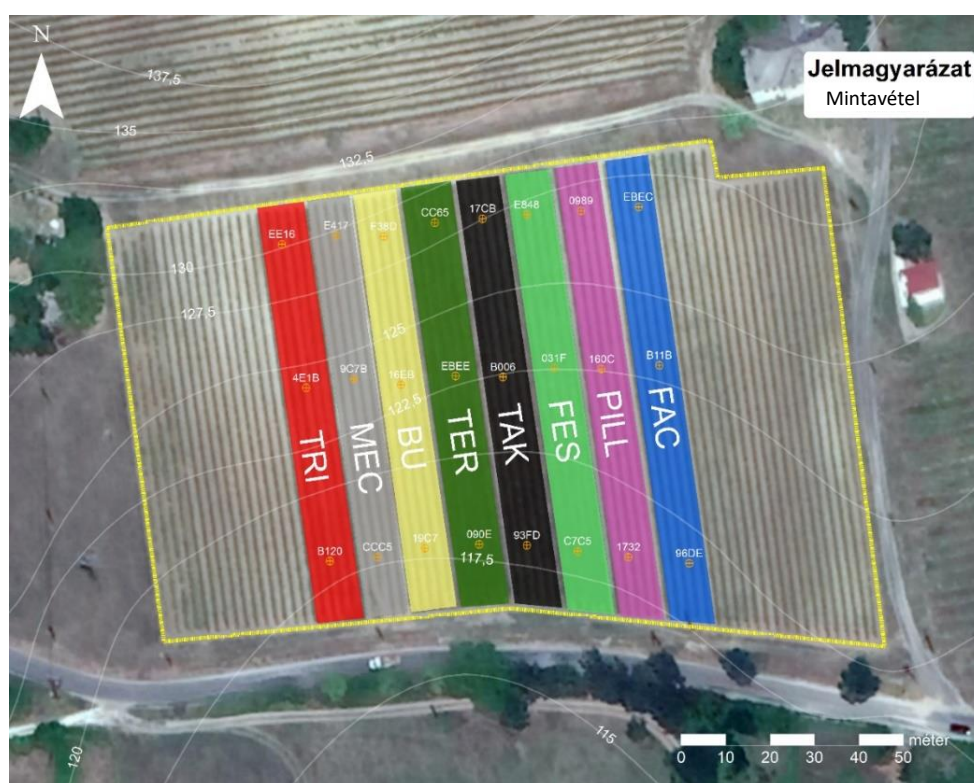 N
137,5
Jelmagyarázat
Mintavétel
135
132,5
EE16
E417
F38D
CC65
17CB
E848
0989
EBEC
130
127,5
125
4E1B
9C7B
16EB
EBEE
B006
031F
160C
B11B
122,5
TRI
MEC
BU
TER
TAK
FES
PILL
FAC
B120
CCC5
19C7
090E
93FD
C7C5
1732
96DE
117,5
120
115
méter
0 10 20 30 40 50